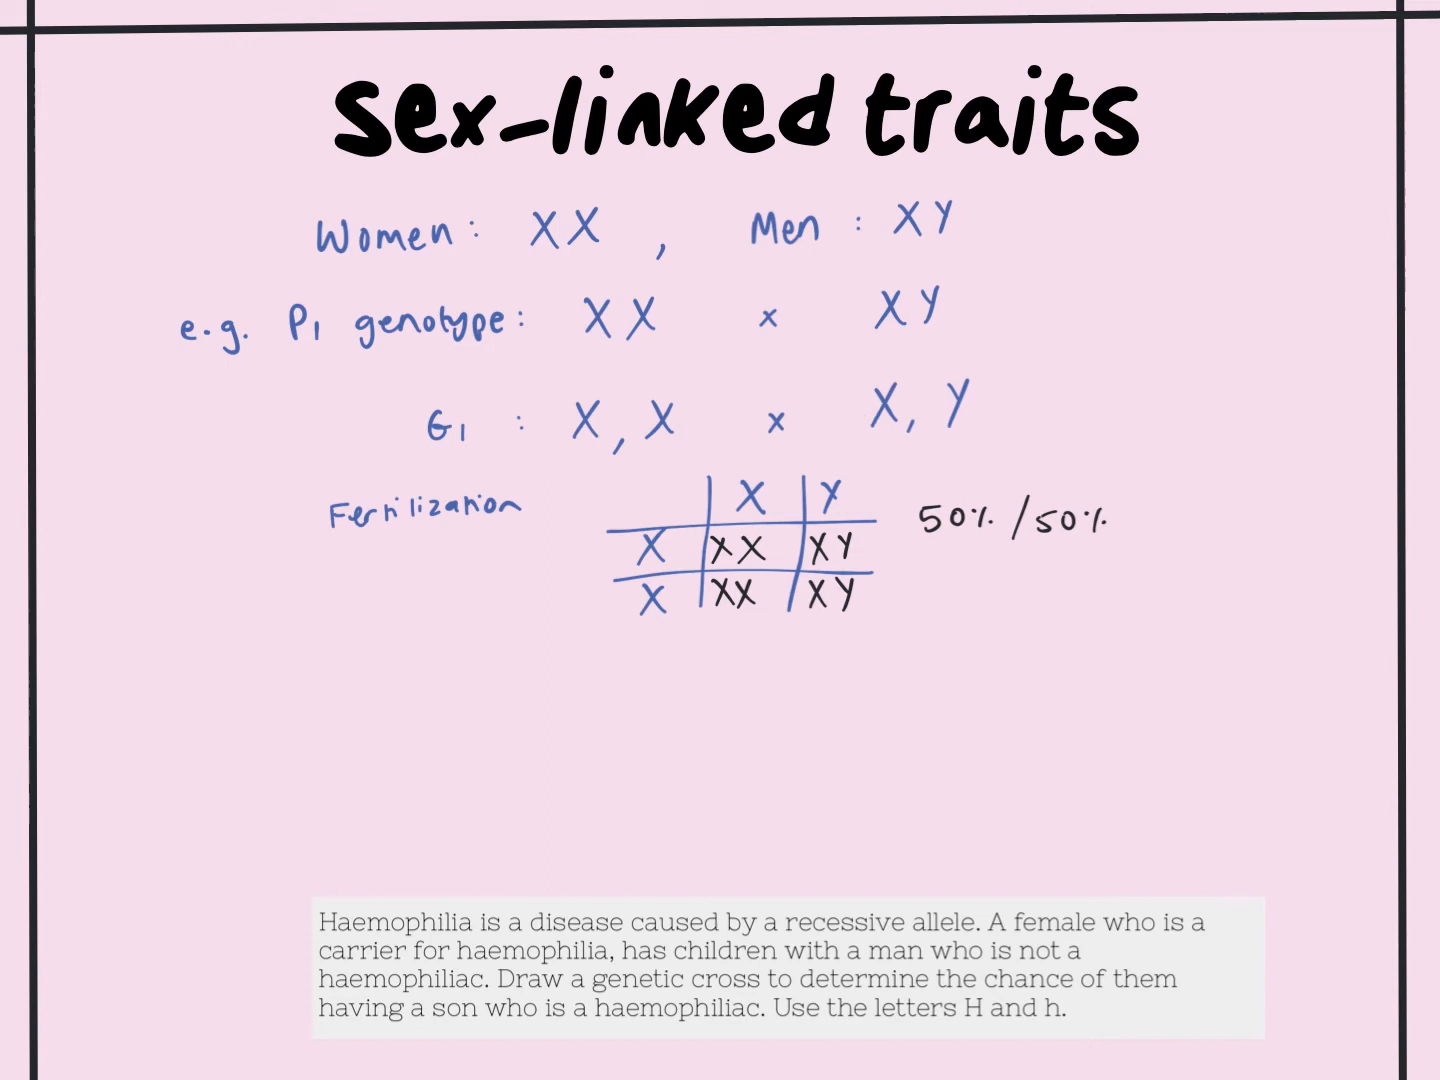 Sex-linked traits
Women: XX, Men: XY
e.g. P1 genotype: XX x XY
G1: X, X x X, Y
Fertilization
X Y
X XX XY 50% / 50%
X XX XY
Haemophilia is a disease caused by a recessive allele. A female who is a
carrier for haemophilia, has children with a man who is not a
haemophiliac. Draw a genetic cross to determine the chance of them
having a son who is a haemophiliac. Use the letters H and h.